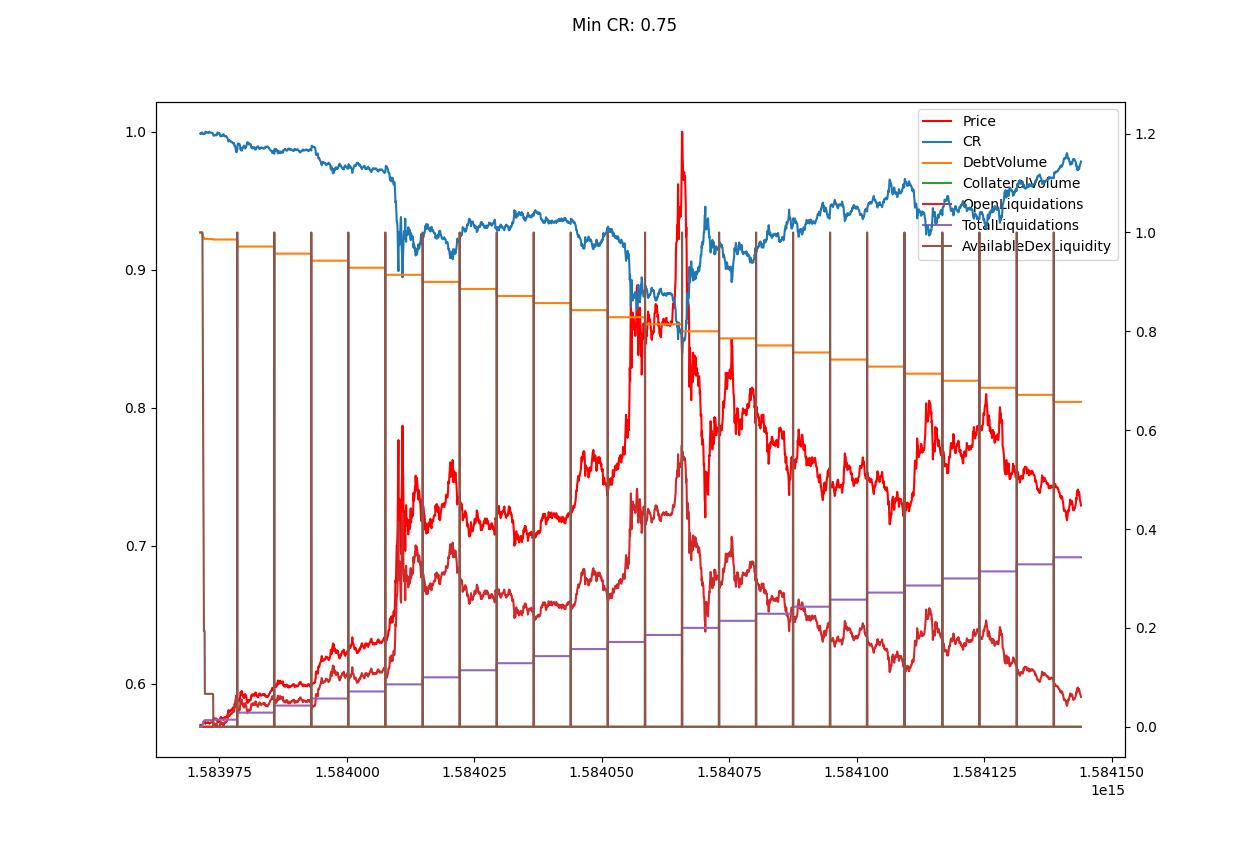 Min CR: 0.75
1.0
0.9
0.8
0.7
0.6
1.2
1.0
0.8
0.6
0.4
0.2
0.0
Price
CR
DebtVolume
CollateralVolume
OpenLiquidations
TotalLiquidations
AvailableDexLiquidity
1.583975
1.584000
1.584025
1.584050
1.584075
1.584100
1.584125
1.584150
1e15